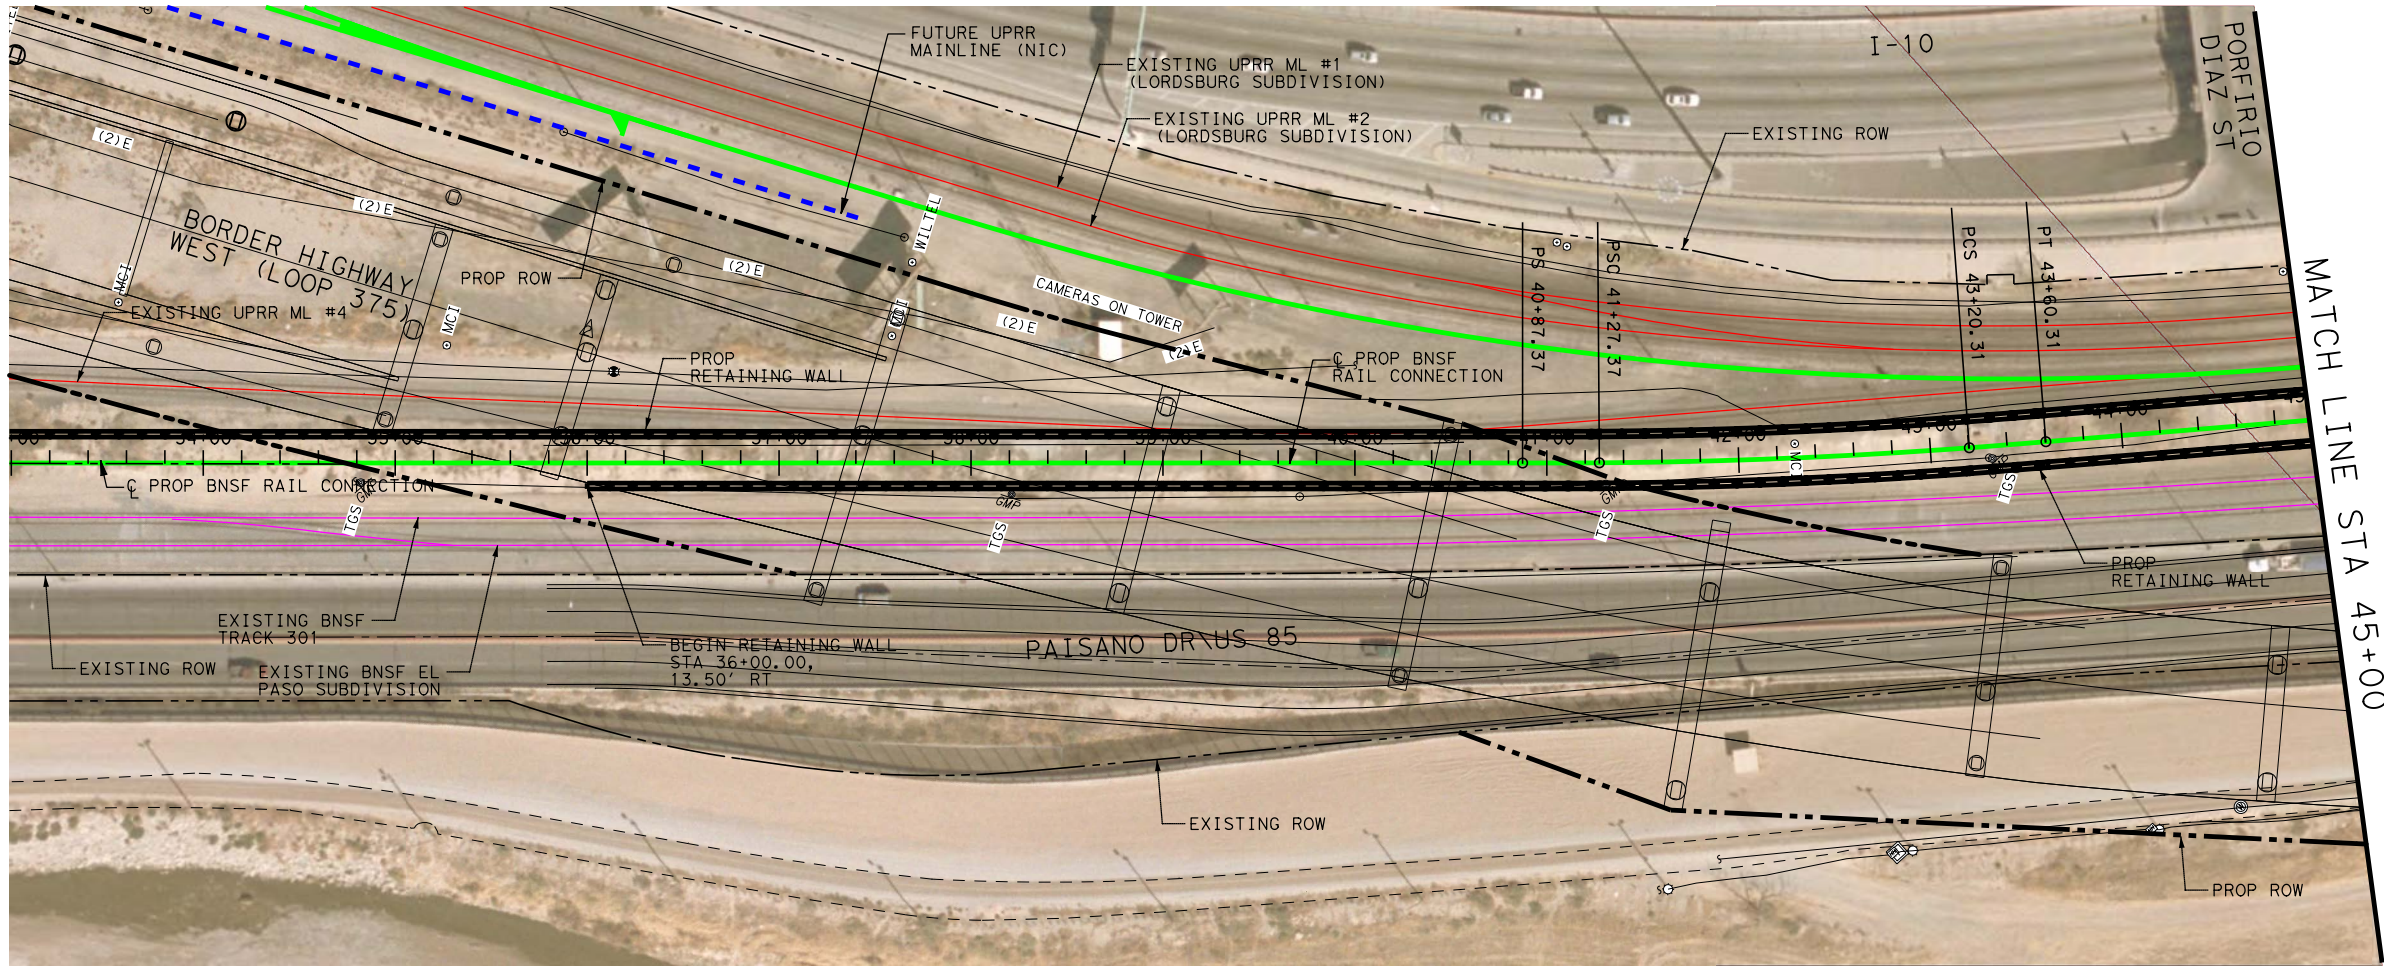 FUTURE UPRR
MAINLINE (NIC)
EXISTING UPRR ML #1
(LORDSBURG SUBDIVISION)
EXISTING UPRR ML #2
(LORDSBURG SUBDIVISION)
I-10
EXISTING ROW
PORFIRIO
DIAZ ST
(2)E
(2)E
(2)E
(2)E
(2)E
BORDER HIGHWAY
WEST (LOOP 375)
MCI
MCI
MCI
WILTEL
PROP ROW
CAMERAS ON TOWER
EXISTING UPRR ML #4
PROP
RETAINING WALL
℄ PROP BNSF
RAIL CONNECTION
PS 40+87.37
PSC 41+27.37
PCS 43+20.31
PT 43+60.31
MATCH LINE STA 45+00
34+00
35+00
36+00
37+00
38+00
39+00
40+00
41+00
42+00
43+00
44+00
MCI
℄ PROP BNSF RAIL CONNECTION
GMP
TGS
TGS
TGS
TGS
EXISTING BNSF
TRACK 301
EXISTING ROW
EXISTING BNSF EL
PASO SUBDIVISION
BEGIN RETAINING WALL
STA 36+00.00,
13.50' RT
PAISANO DR\US 85
PROP
RETAINING WALL
EXISTING ROW
PROP ROW